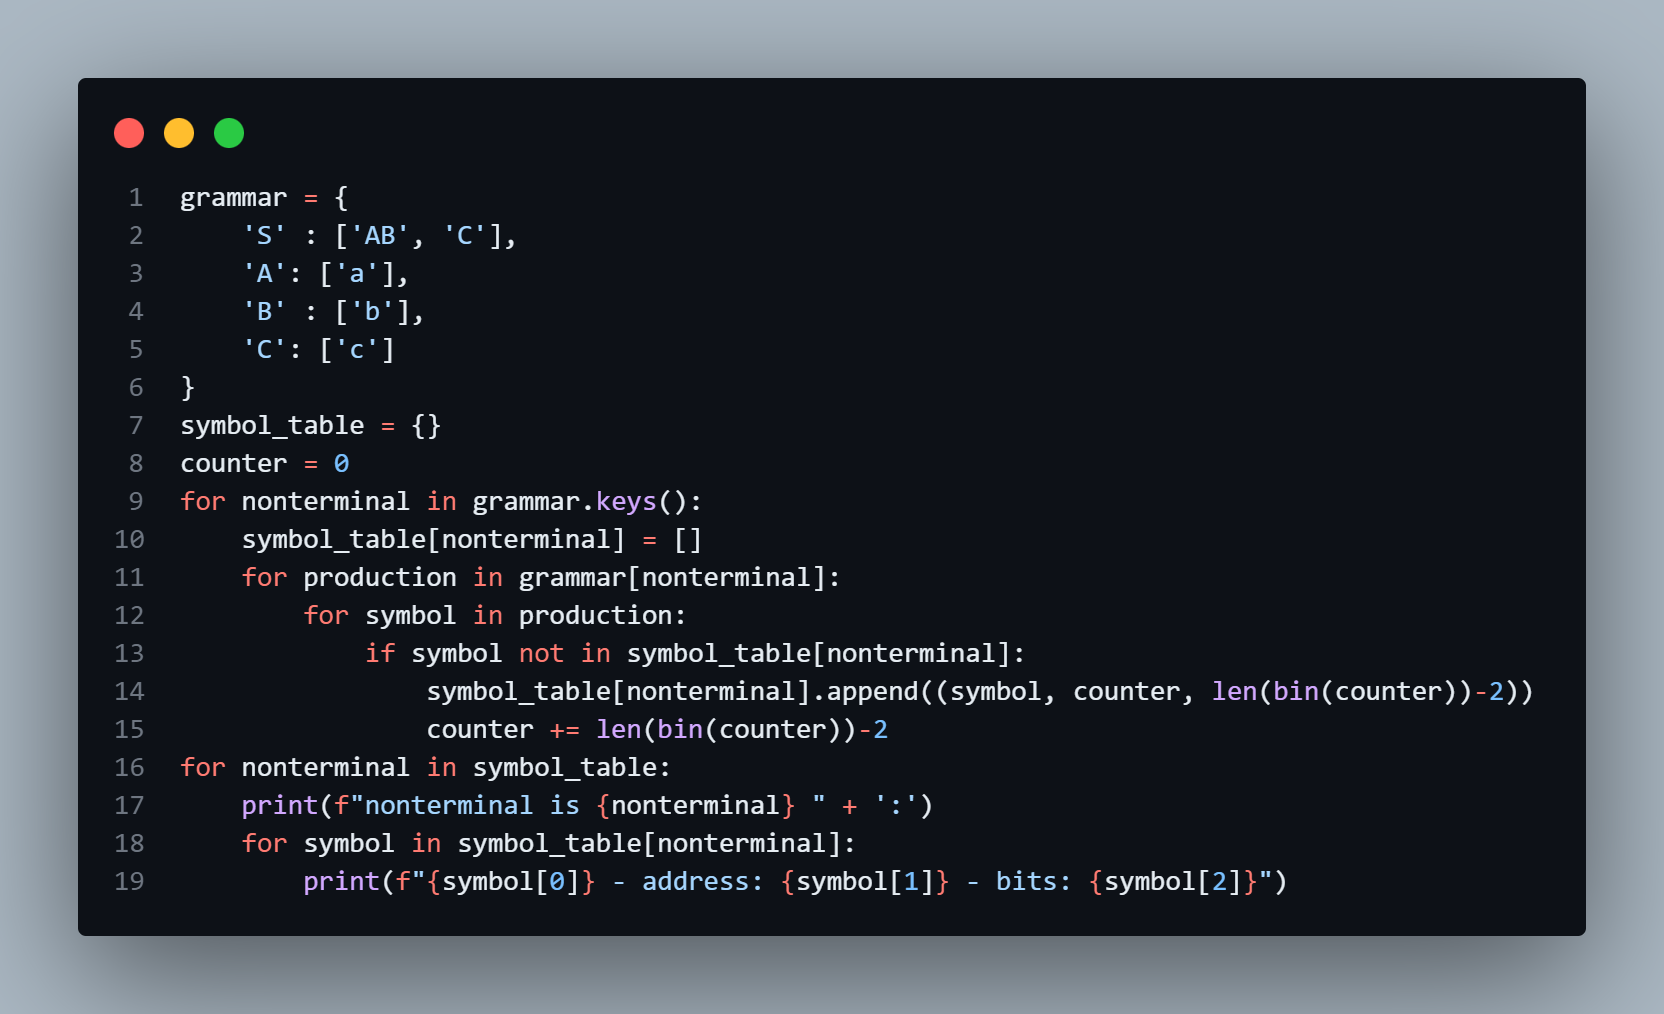 1 grammar = {
2     'S' : ['AB', 'C'],
3     'A': ['a'],
4     'B' : ['b'],
5     'C': ['c']
6 }
7 symbol_table = {}
8 counter = 0
9 for nonterminal in grammar.keys():
10     symbol_table[nonterminal] = []
11     for production in grammar[nonterminal]:
12         for symbol in production:
13             if symbol not in symbol_table[nonterminal]:
14                 symbol_table[nonterminal].append((symbol, counter, len(bin(counter))-2))
15                 counter += len(bin(counter))-2
16 for nonterminal in symbol_table:
17     print(f"nonterminal is {nonterminal} " + ':')
18     for symbol in symbol_table[nonterminal]:
19         print(f"{symbol[0]} - address: {symbol[1]} - bits: {symbol[2]}")